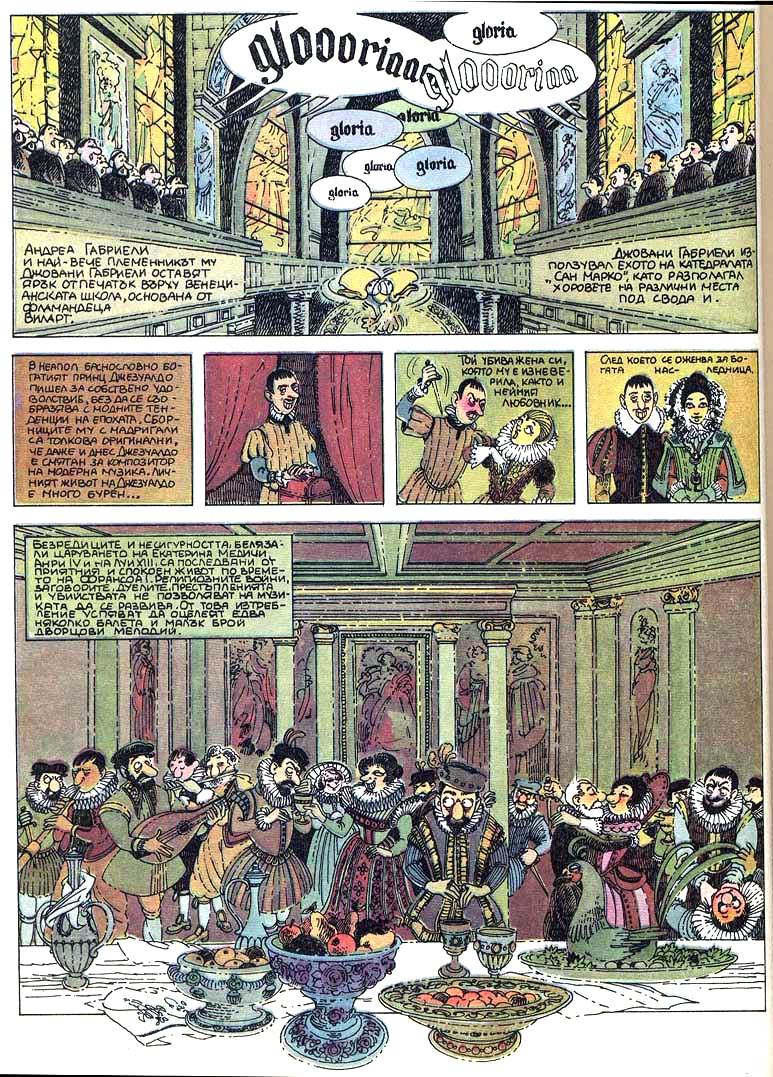 gloooriaa
gloria
gloooriaa
gloria
gloria
gloria
gloria
gloria
Андреа Габриели
и най-вече племенникът му
Джовани Габриели оставят
ярък отпечатък върху венеци-
анската школа, основана от
фламандеца
Виларт.
Джовани Габриели из-
ползувал ехото на катедралата
"Сан Марко", като разполагал
хоровете на различни места
под свода и.
В Неапол баснословно бо-
гатият принц Джезуалдо
пишел за собствено удо-
волствие, без да се съо-
бразява с модните тен-
денции на епохата. Сбор-
ниците му с мадригали
са толкова оригинални,
че даже и днес Джезуалдо
е смятан за композитор
на модерна музика. Лич-
ният живот на Джезуалдо
е много бурен...
Той убива жена си,
която му е изневе-
рила, както и
нейния
любовник...
След което се оженва за бо-
гата нас- ледница.
Безредиците и несигурността, беляза-
ли царуването на Екатерина Медичи,
Анри IV и на Луи XIII, са последвани от
приятния и спокоен живот по време-
то на Франсоа I. Религиозните войни,
заговорите, дуелите, престъпленията
и убийствата не позволяват на музи-
ката да се развива. От това изтреб-
ление успяват да оцелеят едва
няколко балета и малък брой
дворцови мелодий.